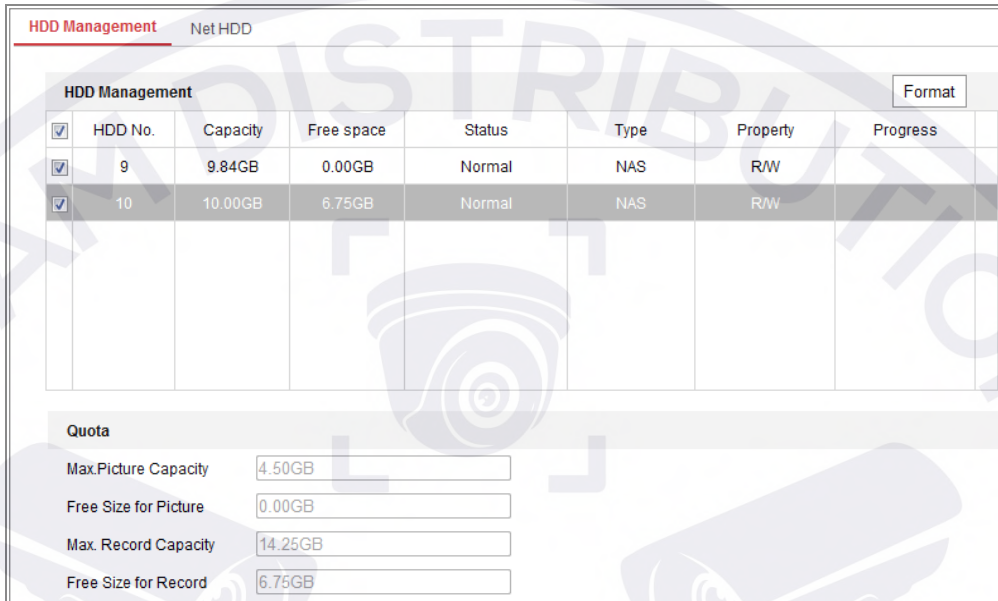 HDD Management Net HDD
HDD Management Format
HDD No. Capacity Free space Status Type Property Progress
9 9.84GB 0.00GB Normal NAS R/W
10 10.00GB 6.75GB Normal NAS R/W
Quota
Max.Picture Capacity 4.50GB
Free Size for Picture 0.00GB
Max. Record Capacity 14.25GB
Free Size for Record 6.75GB
AM DISTRIBUTIO